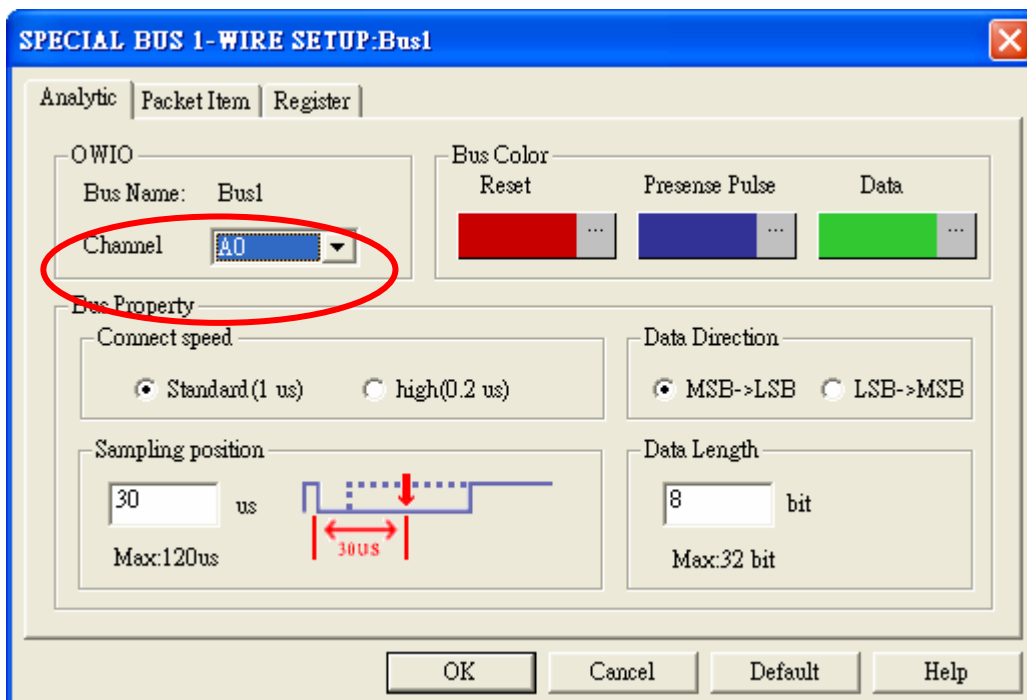 SPECIAL BUS 1-WIRE SETUP:Bus1
Analytic
Packet Item
Register
OWIO
Bus Name: Bus1
Channel A0
Bus Color
Reset
Presense Pulse
Data
...
...
...
Bus Property
Connect speed
Standard(1 us)
high(0.2 us)
Data Direction
MSB->LSB
LSB->MSB
Sampling position
30 us
Max:120us
30US
Data Length
8 bit
Max:32 bit
OK
Cancel
Default
Help